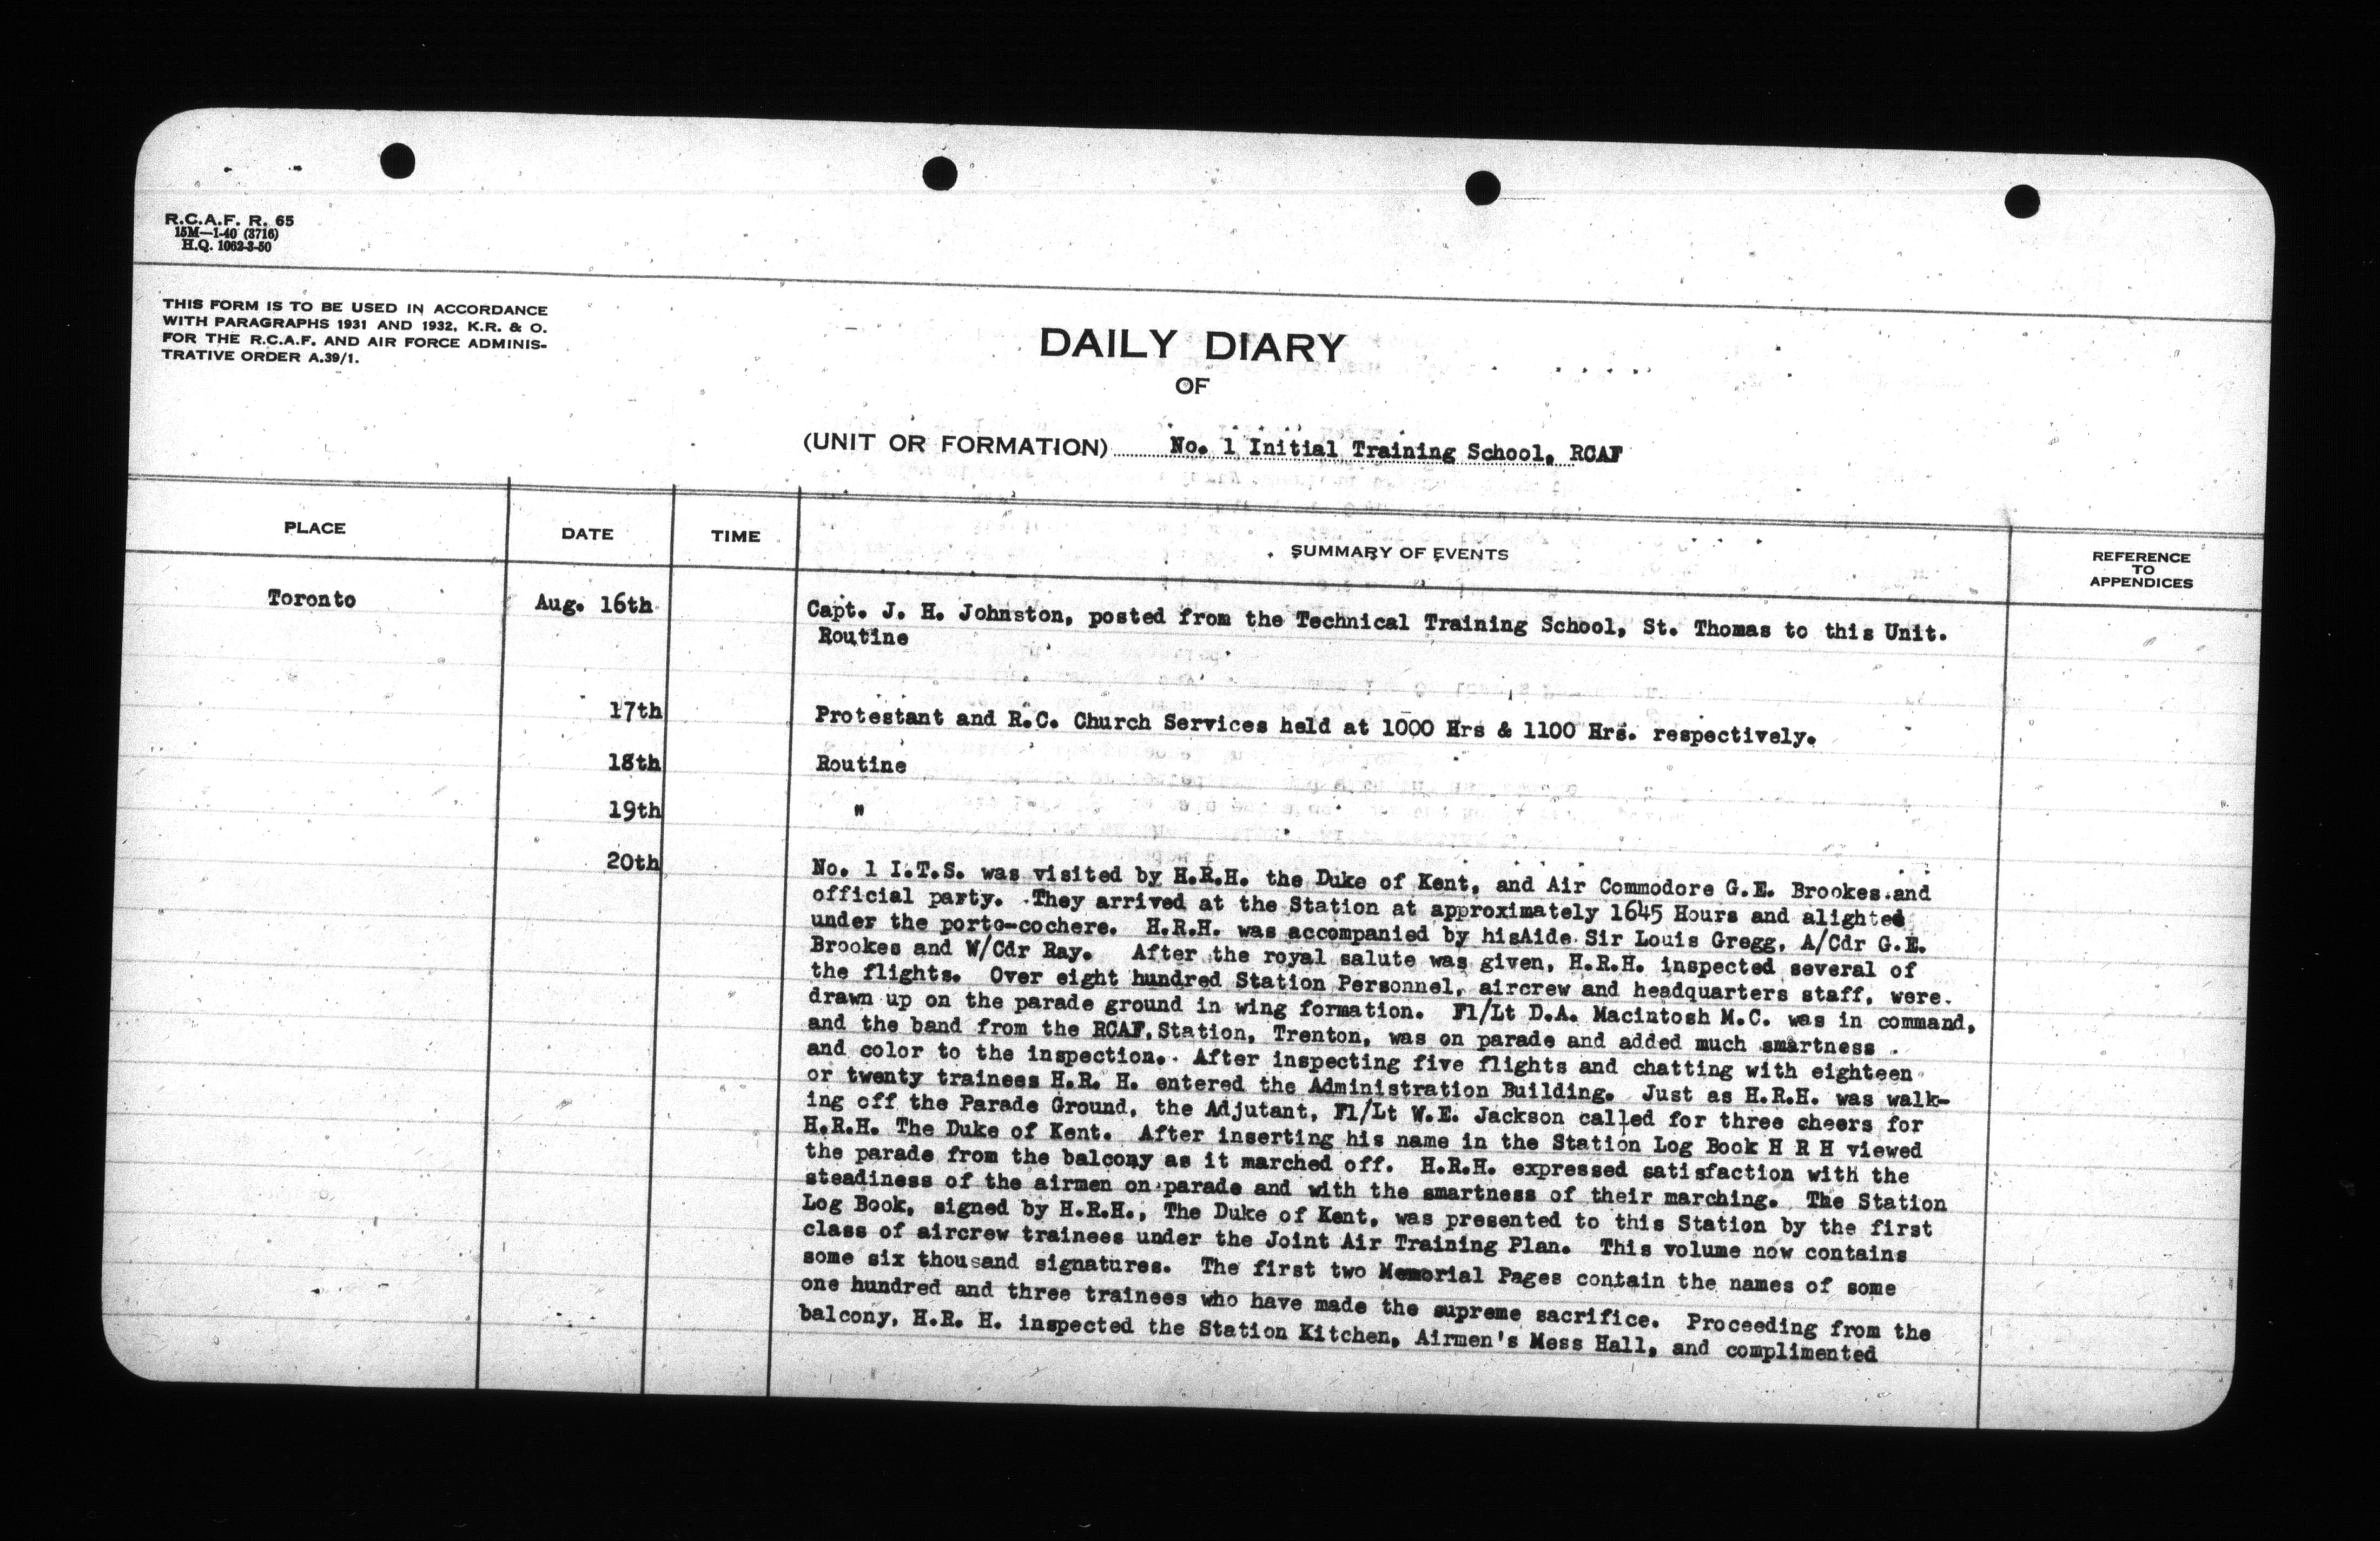 R.C.A.F. R. 65
15M—1-40 (3716)
H.Q. 1062-3-50
THIS FORM IS TO BE USED IN ACCORDANCE
WITH PARAGRAPHS 1931 AND 1932, K.R. & O.
FOR THE R.C.A.F. AND AIR FORCE ADMINIS-
TRATIVE ORDER A.39/1.
DAILY DIARY
OF
(UNIT OR FORMATION) No. 1 Initial Training School, RCAF
PLACE DATE TIME SUMMARY OF EVENTS REFERENCE TO APPENDICES
Toronto Aug. 16th Capt. J. H. Johnston, posted from the Technical Training School, St. Thomas to this Unit.
Routine
17th Protestant and R.C. Church Services held at 1000 Hrs & 1100 Hrs. respectively.
18th Routine
19th "
20th No. 1 I.T.S. was visited by H.R.H. the Duke of Kent, and Air Commodore G.E. Brookes and
official party. They arrived at the Station at approximately 1645 Hours and alighted
under the porte-cochere. H.R.H. was accompanied by hisAide Sir Louis Gregg, A/Cdr G.E.
Brookes and W/Cdr Ray. After the royal salute was given, H.R.H. inspected several of
the flights. Over eight hundred Station Personnel, aircrew and headquarters staff, were
drawn up on the parade ground in wing formation. Fl/Lt D.A. Macintosh M.C. was in command,
and the band from the RCAF, Station, Trenton, was on parade and added much smartness
and color to the inspection. After inspecting five flights and chatting with eighteen
or twenty trainees H.R. H. entered the Administration Building. Just as H.R.H. was walk-
ing off the Parade Ground, the Adjutant, Fl/Lt W.E. Jackson called for three cheers for
H.R.H. The Duke of Kent. After inserting his name in the Station Log Book H R H viewed
the parade from the balcony as it marched off. H.R.H. expressed satisfaction with the
steadiness of the airmen on parade and with the smartness of their marching. The Station
Log Book, signed by H.R.H., The Duke of Kent, was presented to this Station by the first
class of aircrew trainees under the Joint Air Training Plan. This volume now contains
some six thousand signatures. The first two Memorial Pages contain the names of some
one hundred and three trainees who have made the supreme sacrifice. Proceeding from the
balcony, H.R. H. inspected the Station Kitchen, Airmen's Mess Hall, and complimented